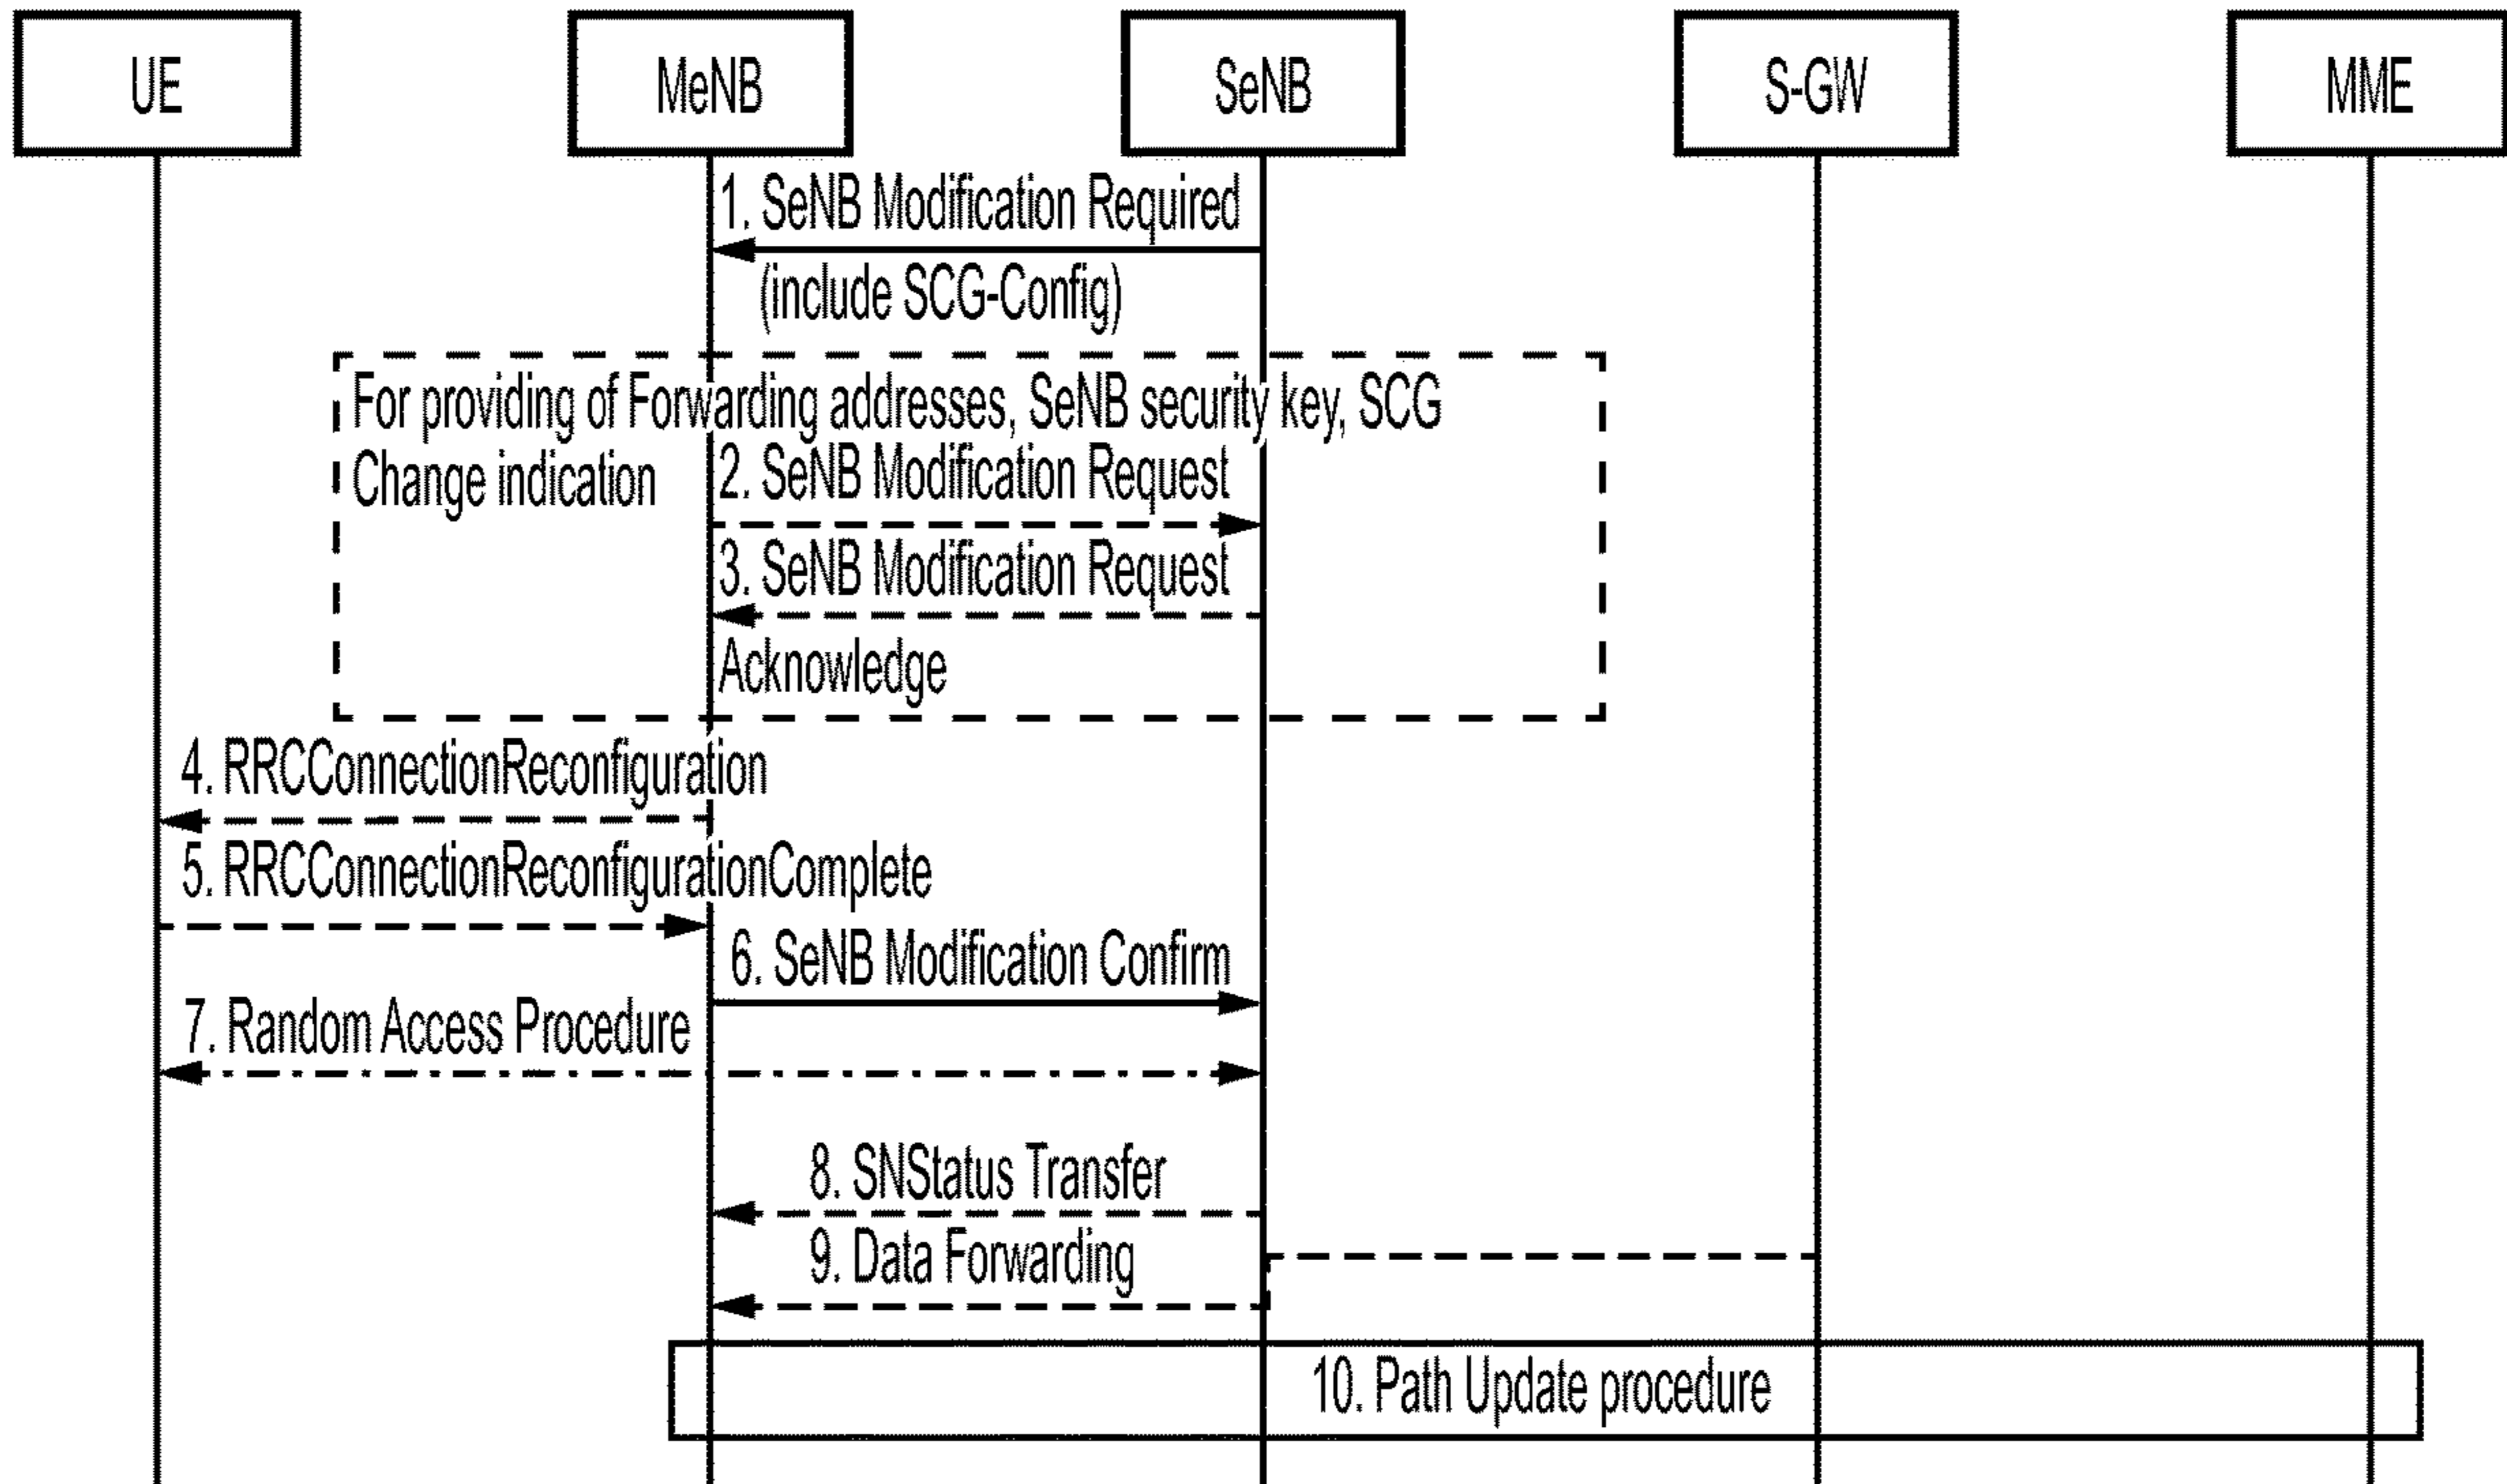 UE
MeNB
SeNB
S-GW
MME
1. SeNB Modification Required
(include SCG-Config)
For providing of Forwarding addresses, SeNB security key, SCG
Change indication
2. SeNB Modification Request
3. SeNB Modification Request
Acknowledge
4. RRCConnectionReconfiguration
5. RRCConnectionReconfigurationComplete
6. SeNB Modification Confirm
7. Random Access Procedure
8. SNStatus Transfer
9. Data Forwarding
10. Path Update procedure